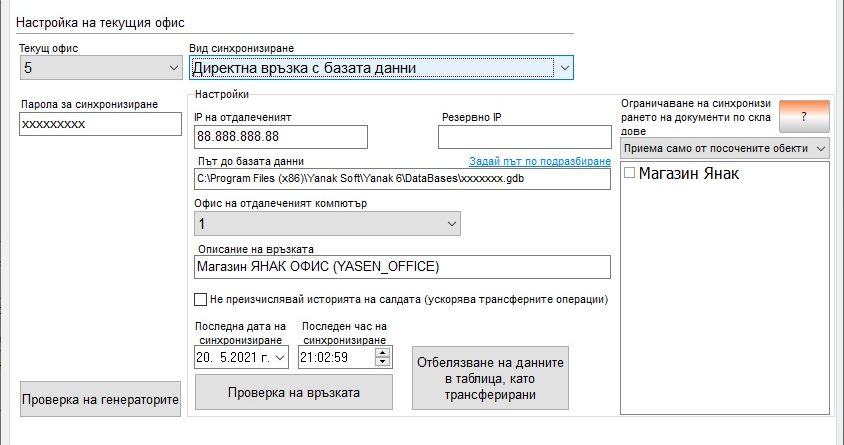 Настройка на текущия офис
Текущ офис
Вид синхронизиране
5
Директна връзка с базата данни
Парола за синхронизиране
xxxxxxxxx
Настройки
IP на отдалеченият
Резервно IP
88.888.888.88
Път до базата данни
Задай път по подразбиране
C:\Program Files (x86)\Yanak Soft\Yanak 6\DataBases\xxxxxxx.gdb
Офис на отдалеченият компютър
1
Описание на връзката
Магазин ЯНАК ОФИС (YASEN_OFFICE)
Не преизчислявай историята на салдата (ускорява трансферните операции)
Последна дата на
синхронизиране
Последен час на
синхронизиране
20. 5.2021 г.
21:02:59
Проверка на връзката
Отбелязване на данните
в таблица, като
трансферирани
Проверка на генераторите
Ограничаване на синхронизи
рането на документи по скла
дове
?
Приема само от посочените обекти
Магазин Янак